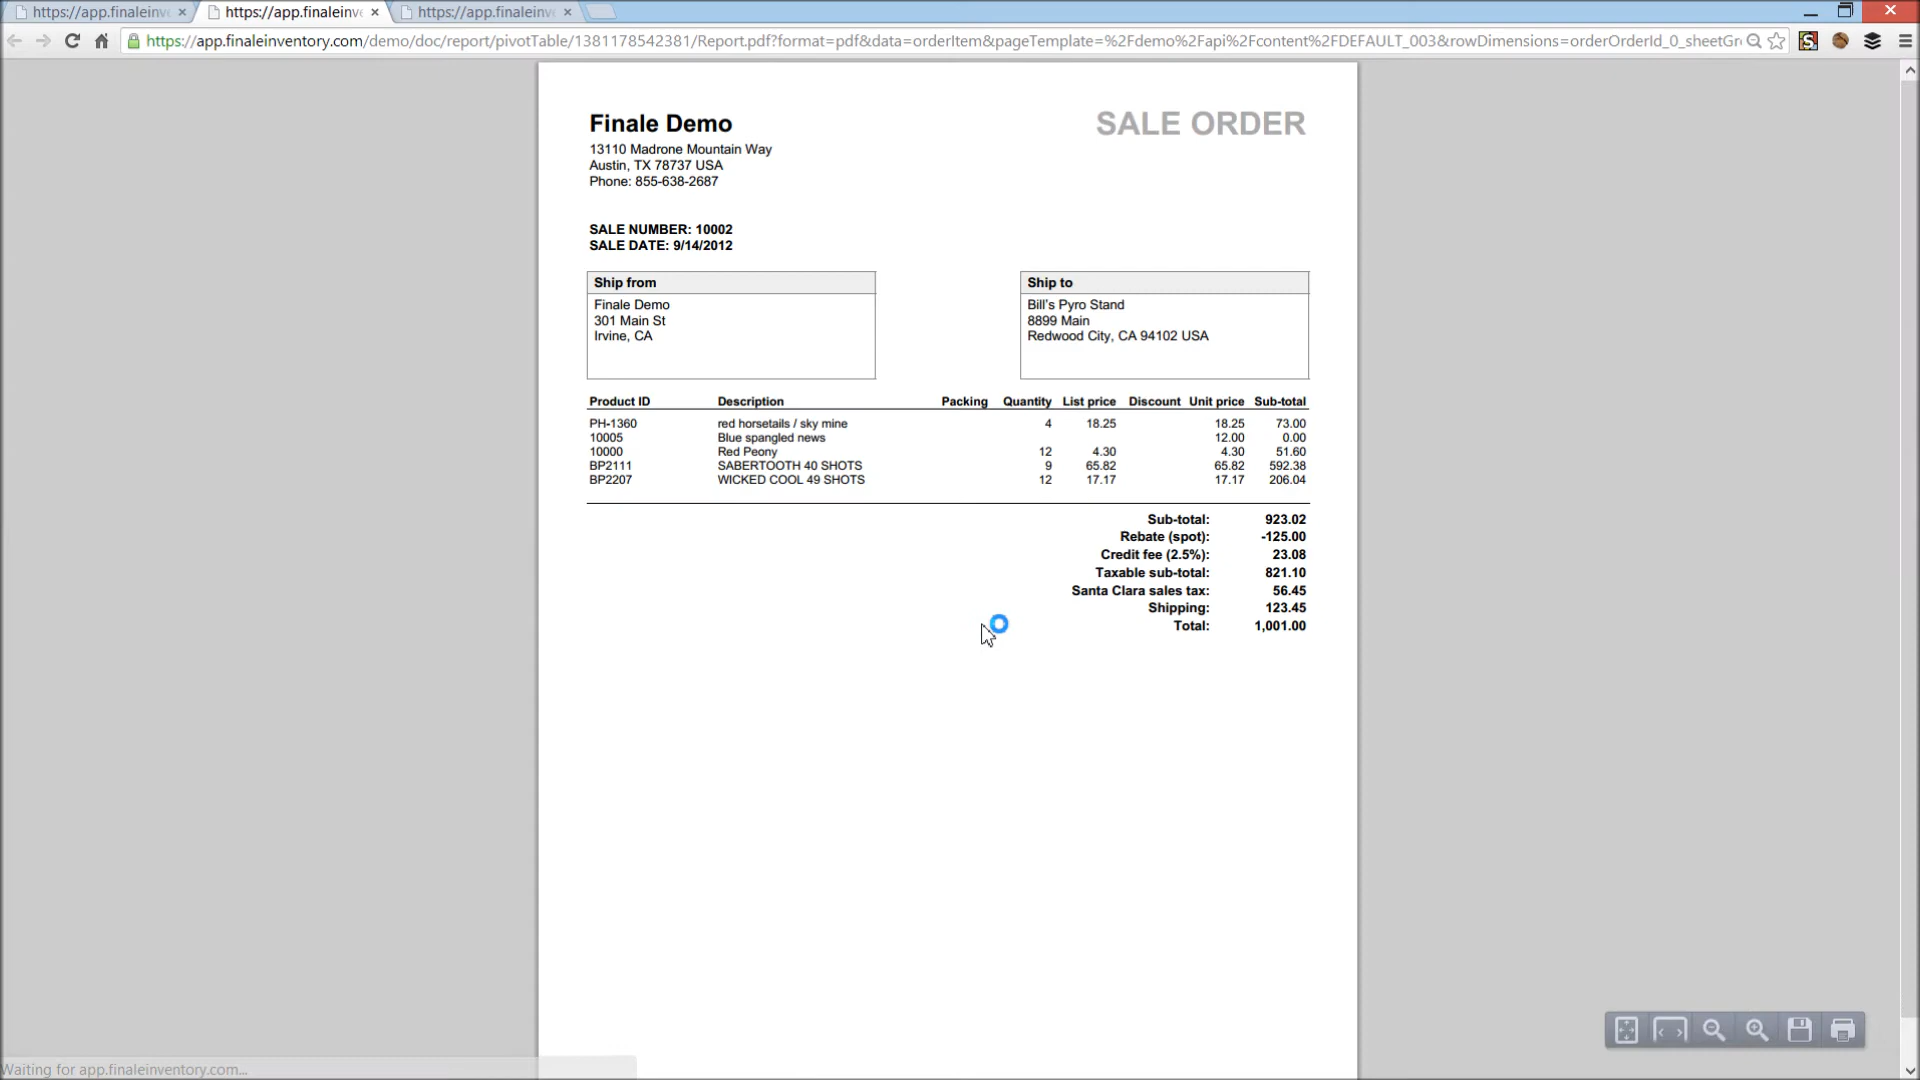 https://app.finaleinv https://app.finaleinv https://app.finaleinv
https://app.finaleinventory.com/demo/doc/report/pivotTable/1381178542381/Report.pdf?format=pdf&data=orderItem&pageTemplate=%2Fdemo%2Fapi%2Fcontent%2FDEFAULT_003&rowDimensions=orderOrderId_0_sheetGr
Finale Demo
SALE ORDER
13110 Madrone Mountain Way
Austin, TX 78737 USA
Phone: 855-638-2687
SALE NUMBER: 10002
SALE DATE: 9/14/2012
Ship from
Finale Demo
301 Main St
Irvine, CA
Ship to
Bill's Pyro Stand
8899 Main
Redwood City, CA 94102 USA
Product ID Description Packing Quantity List price Discount Unit price Sub-total
PH-1360 red horsetails / sky mine 4 18.25 18.25 73.00
10005 Blue spangled news 12.00 0.00
10000 Red Peony 12 4.30 4.30 51.60
BP2111 SABERTOOTH 40 SHOTS 9 65.82 65.82 592.38
BP2207 WICKED COOL 49 SHOTS 12 17.17 17.17 206.04
Sub-total: 923.02
Rebate (spot): -125.00
Credit fee (2.5%): 23.08
Taxable sub-total: 821.10
Santa Clara sales tax: 56.45
Shipping: 123.45
Total: 1,001.00
Waiting for app.finaleinventory.com...